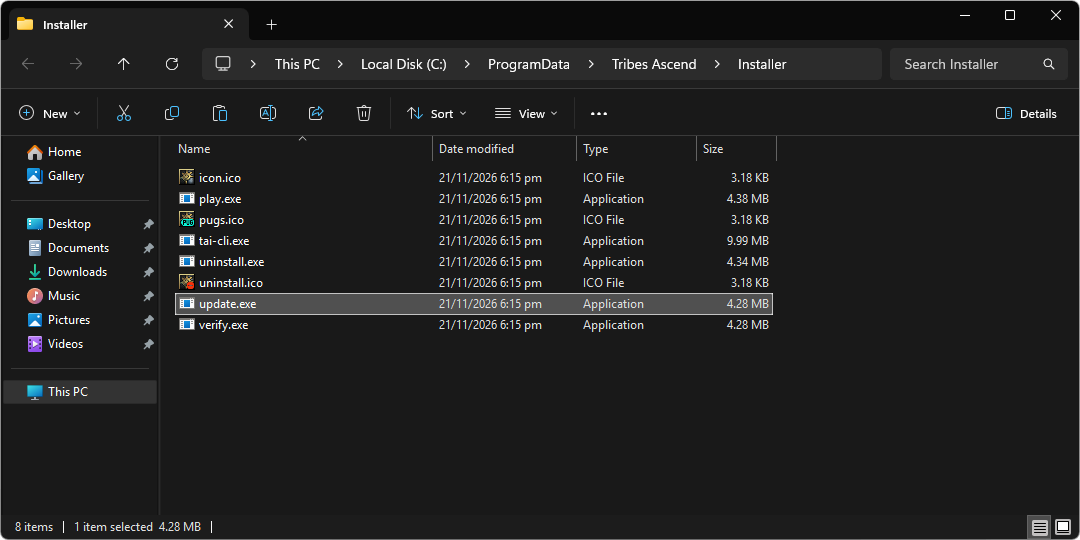 Installer
This PC > Local Disk (C:) > ProgramData > Tribes Ascend > Installer
Search Installer
New Sort View ••• Details
Home
Gallery
Desktop
Documents
Downloads
Music
Pictures
Videos
This PC
Name Date modified Type Size
icon.ico 21/11/2026 6:15 pm ICO File 3.18 KB
play.exe 21/11/2026 6:15 pm Application 4.38 MB
pugs.ico 21/11/2026 6:15 pm ICO File 3.18 KB
tai-cli.exe 21/11/2026 6:15 pm Application 9.99 MB
uninstall.exe 21/11/2026 6:15 pm Application 4.34 MB
uninstall.ico 21/11/2026 6:15 pm ICO File 3.18 KB
update.exe 21/11/2026 6:15 pm Application 4.28 MB
verify.exe 21/11/2026 6:15 pm Application 4.28 MB
8 items | 1 item selected 4.28 MB |